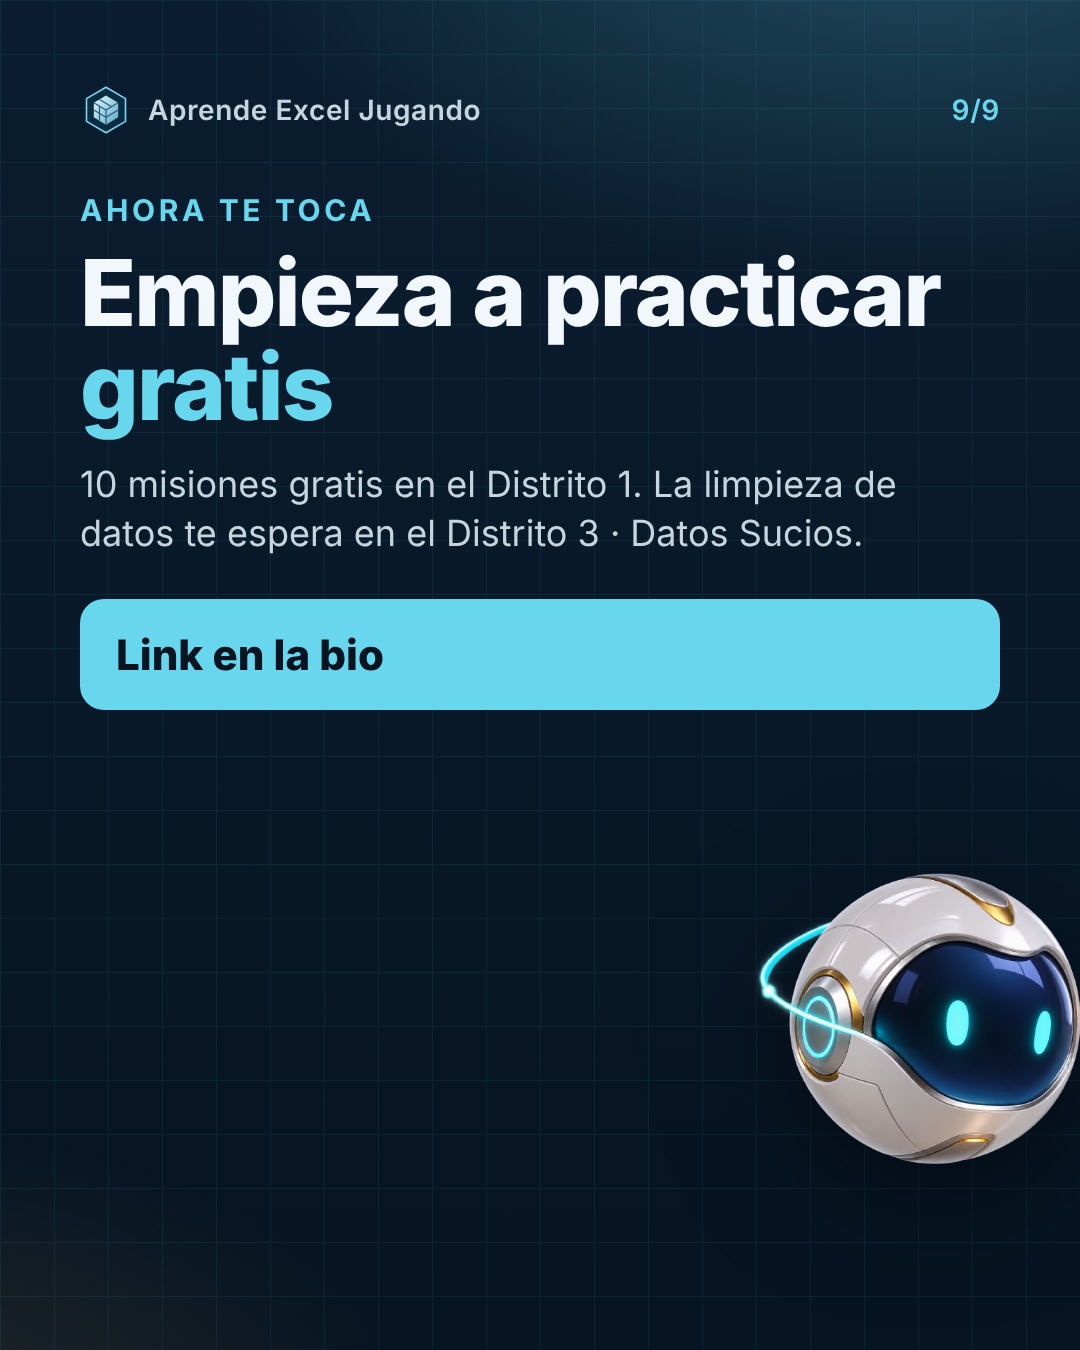 Aprende Excel Jugando
9/9
AHORA TE TOCA
Empieza a practicar
gratis
10 misiones gratis en el Distrito 1. La limpieza de
datos te espera en el Distrito 3 · Datos Sucios.
Link en la bio